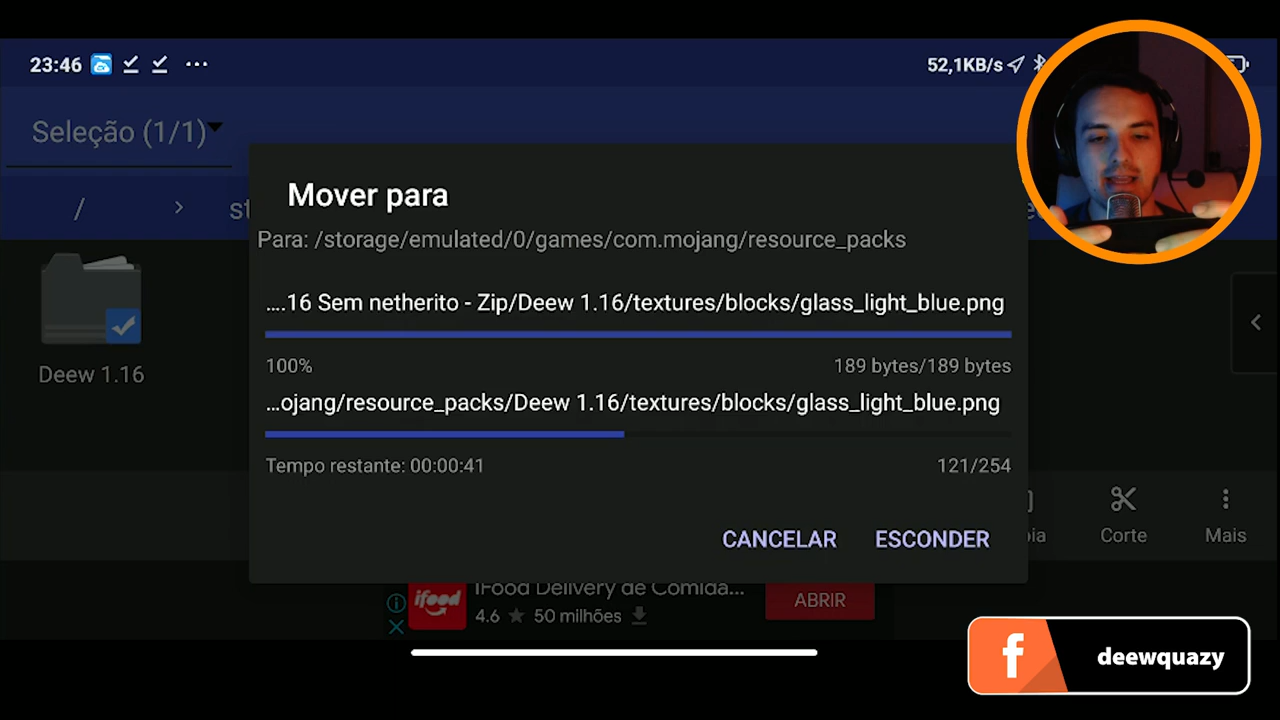 23:46
52,1KB/s
Seleção (1/1)
/ > st
Mover para
Para: /storage/emulated/0/games/com.mojang/resource_packs
....16 Sem netherito - Zip/Deew 1.16/textures/blocks/glass_light_blue.png
100% 189 bytes/189 bytes
...ojang/resource_packs/Deew 1.16/textures/blocks/glass_light_blue.png
Tempo restante: 00:00:41 121/254
CANCELAR ESCONDER
Deew 1.16
Corte Mais
iFood Delivery de Comida...
4.6 ★ 50 milhões
ifood
ABRIR
f deewquazy